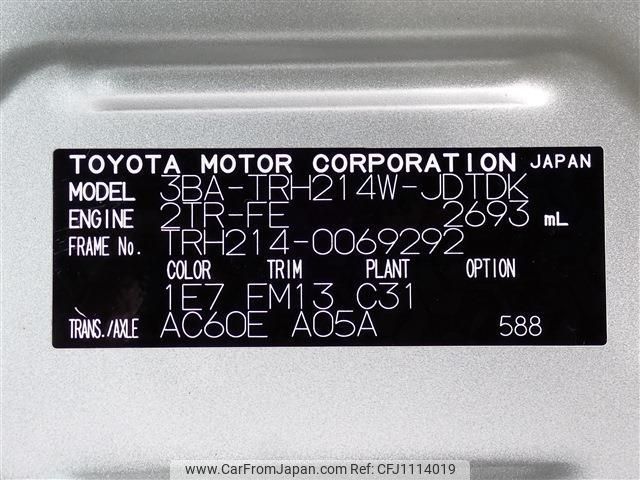 TOYOTA MOTOR CORPORATION JAPAN
MODEL 3BA-TRH214W-JDTDK
ENGINE 2TR-FE 2693 mL
FRAME No. TRH214-0069292
COLOR TRIM PLANT OPTION
1E7 FM13 C31
TRANS./AXLE AC60E A05A 588
www.CarFromJapan.com Ref: CFJ1114019